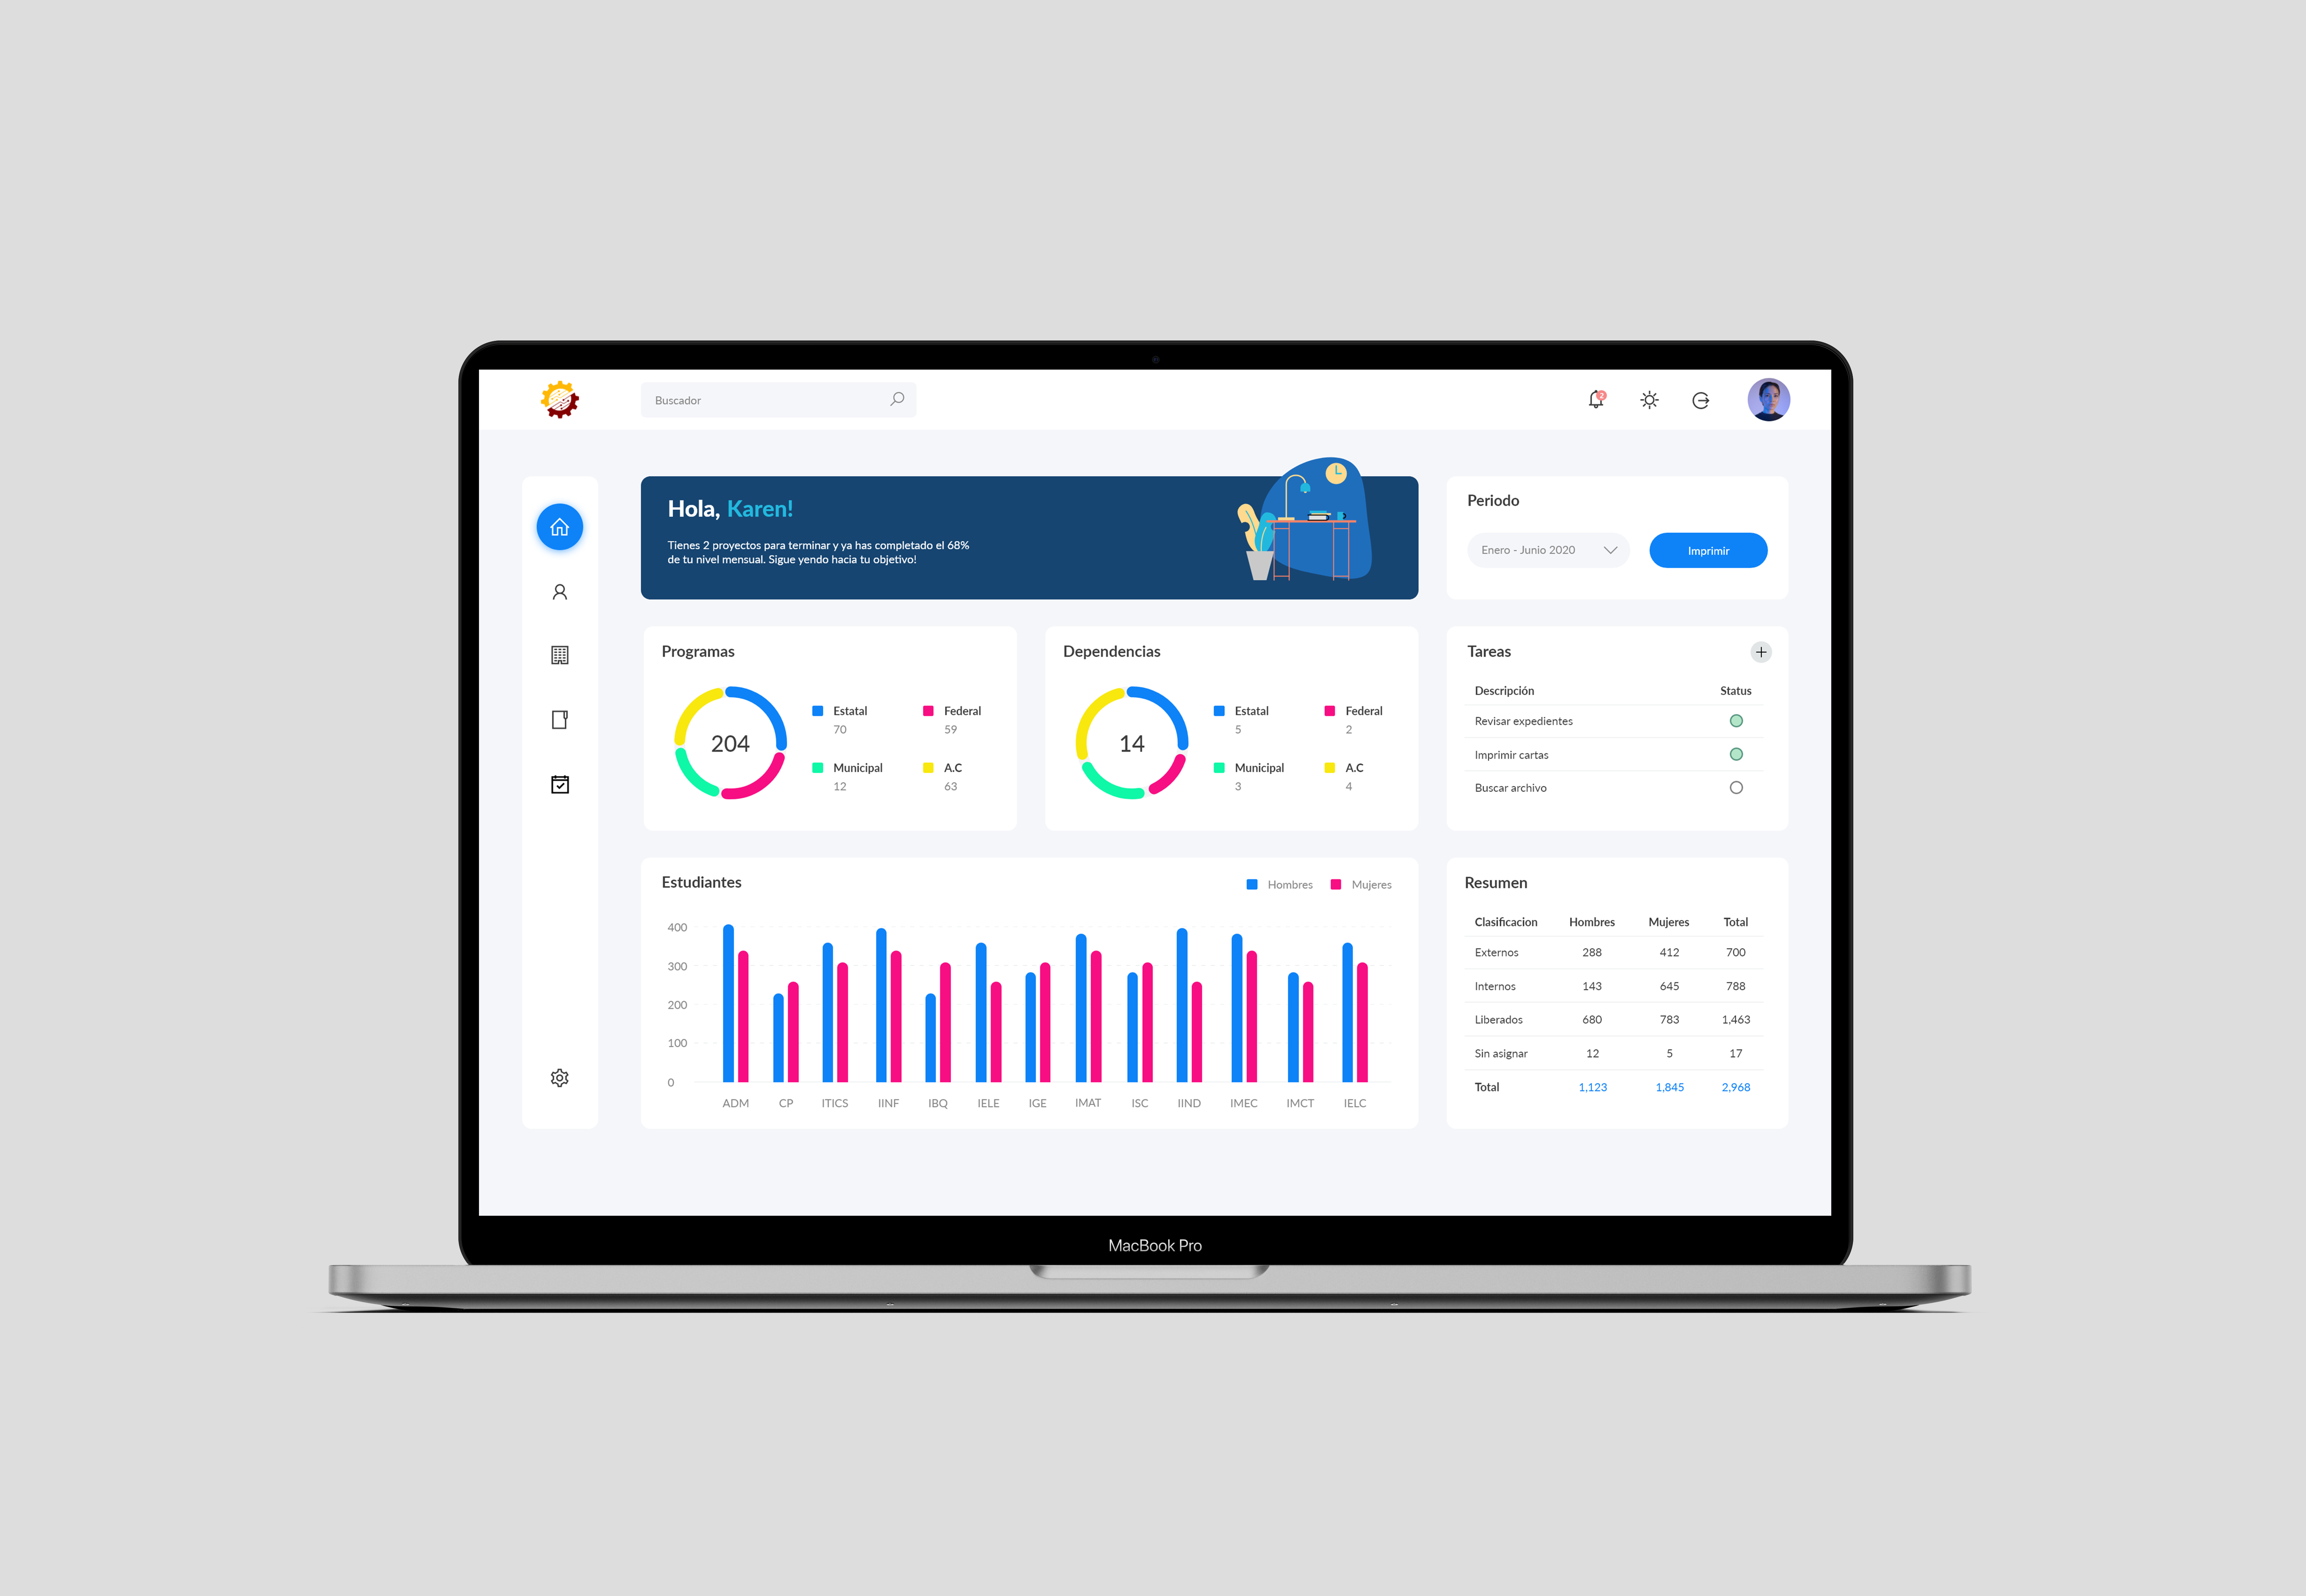 Buscador
2
Hola, Karen!
Tienes 2 proyectos para terminar y ya has completado el 68%
de tu nivel mensual. Sigue yendo hacia tu objetivo!
Periodo
Enero - Junio 2020
Imprimir
Programas
204
Estatal
70
Federal
59
Municipal
12
A.C
63
Dependencias
14
Estatal
5
Federal
2
Municipal
3
A.C
4
Tareas
Descripción Status
Revisar expedientes
Imprimir cartas
Buscar archivo
Estudiantes
Hombres Mujeres
400
300
200
100
0
ADM CP ITICS IINF IBQ IELE IGE IMAT ISC IIND IMEC IMCT IELC
Resumen
Clasificacion Hombres Mujeres Total
Externos 288 412 700
Internos 143 645 788
Liberados 680 783 1,463
Sin asignar 12 5 17
Total 1,123 1,845 2,968
MacBook Pro